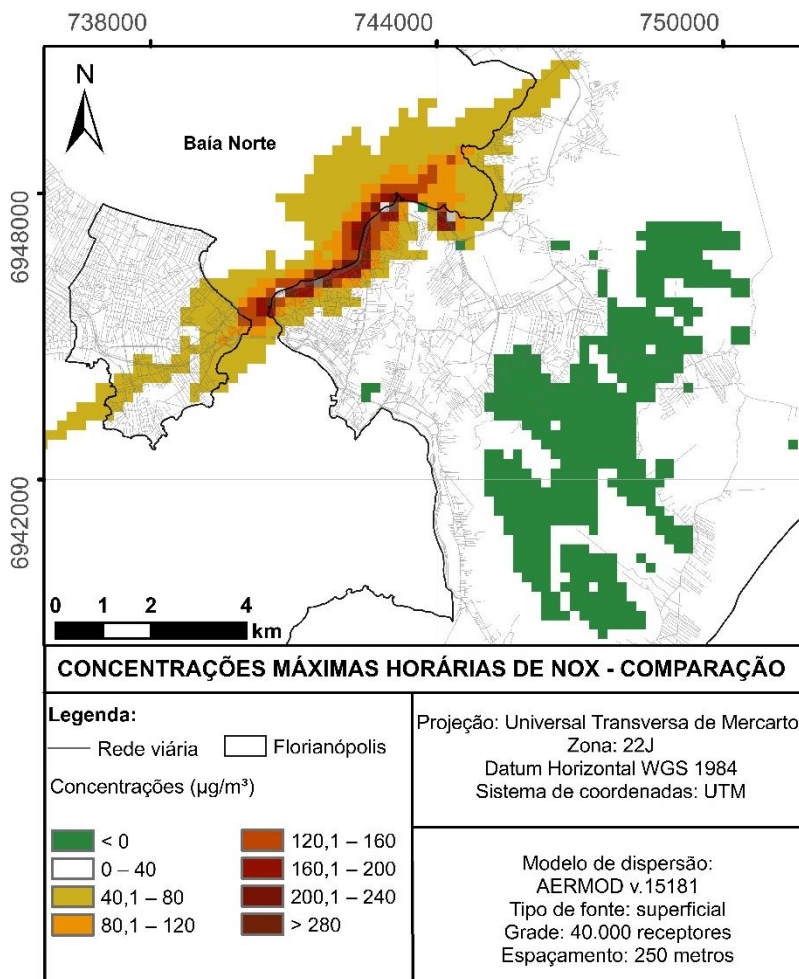 738000
744000
750000
N
Baía Norte
6948000
6942000
0 1 2 4
km
CONCENTRAÇÕES MÁXIMAS HORÁRIAS DE NOX - COMPARAÇÃO
Legenda:
Rede viária
Florianópolis
Concentrações (µg/m³)
< 0
0 – 40
40,1 – 80
80,1 – 120
120,1 – 160
160,1 – 200
200,1 – 240
> 280
Projeção: Universal Transversa de Mercarto
Zona: 22J
Datum Horizontal WGS 1984
Sistema de coordenadas: UTM
Modelo de dispersão:
AERMOD v.15181
Tipo de fonte: superficial
Grade: 40.000 receptores
Espaçamento: 250 metros